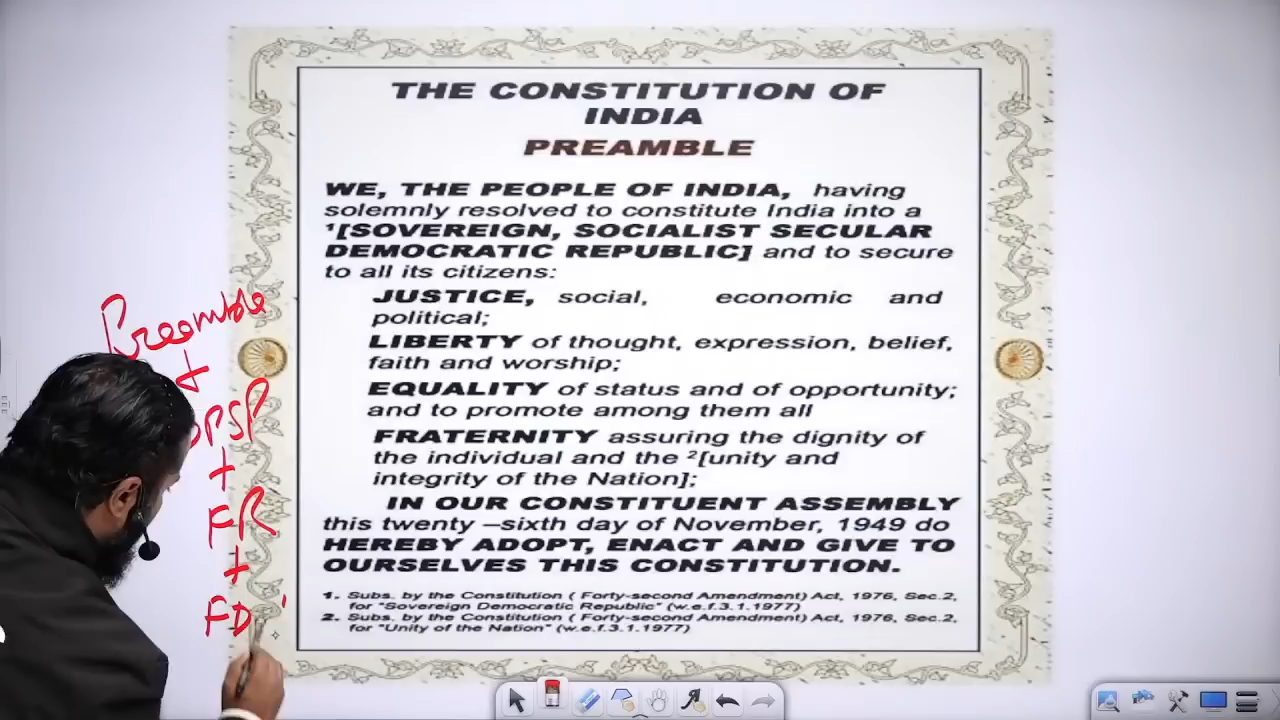 THE CONSTITUTION OF
INDIA
PREAMBLE
WE, THE PEOPLE OF INDIA, having
solemnly resolved to constitute India into a
¹[SOVEREIGN, SOCIALIST SECULAR
DEMOCRATIC REPUBLIC] and to secure
to all its citizens:
JUSTICE, social, economic and
political;
LIBERTY of thought, expression, belief,
faith and worship;
EQUALITY of status and of opportunity;
and to promote among them all
FRATERNITY assuring the dignity of
the individual and the ²[unity and
integrity of the Nation];
IN OUR CONSTITUENT ASSEMBLY
this twenty –sixth day of November, 1949 do
HEREBY ADOPT, ENACT AND GIVE TO
OURSELVES THIS CONSTITUTION.
1. Subs. by the Constitution ( Forty-second Amendment) Act, 1976, Sec.2,
for "Sovereign Democratic Republic" (w.e.f.3.1.1977)
2. Subs. by the Constitution ( Forty-second Amendment) Act, 1976, Sec.2,
for "Unity of the Nation" (w.e.f.3.1.1977)
Preamble
+
PSP
+
FR
+
FD